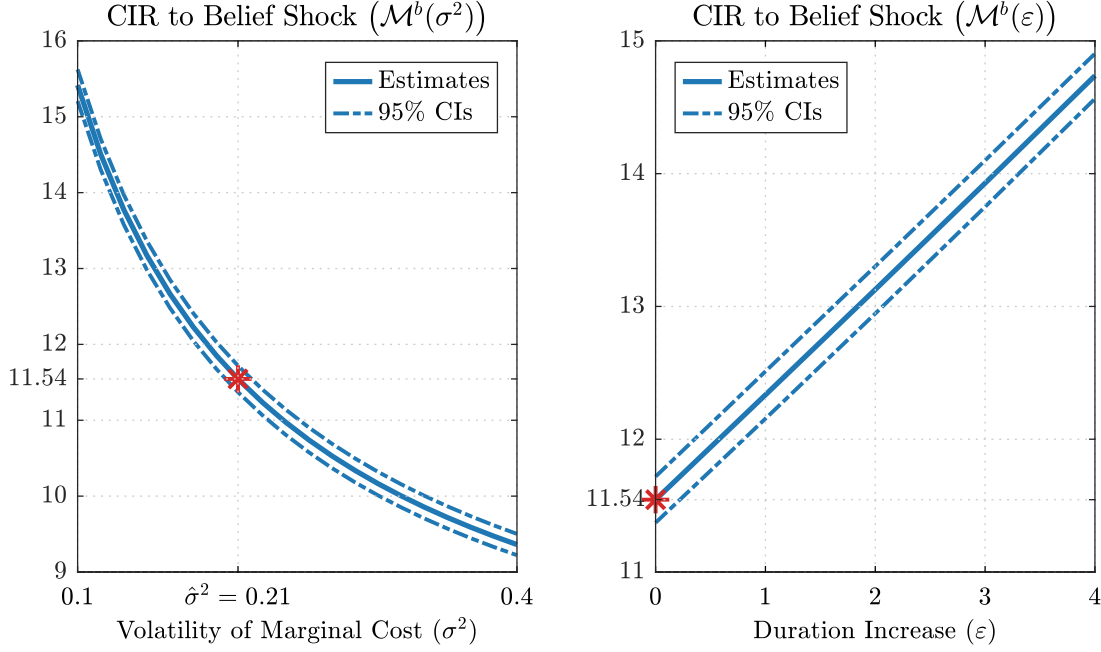 CIR to Belief Shock (ℳᵇ(σ²))
16
15
14
13
12
11.54
11
10
9
Estimates
95% CIs
0.1
σ̂² = 0.21
0.4
Volatility of Marginal Cost (σ²)
CIR to Belief Shock (ℳᵇ(ε))
15
14
13
12
11.54
11
Estimates
95% CIs
0
1
2
3
4
Duration Increase (ε)